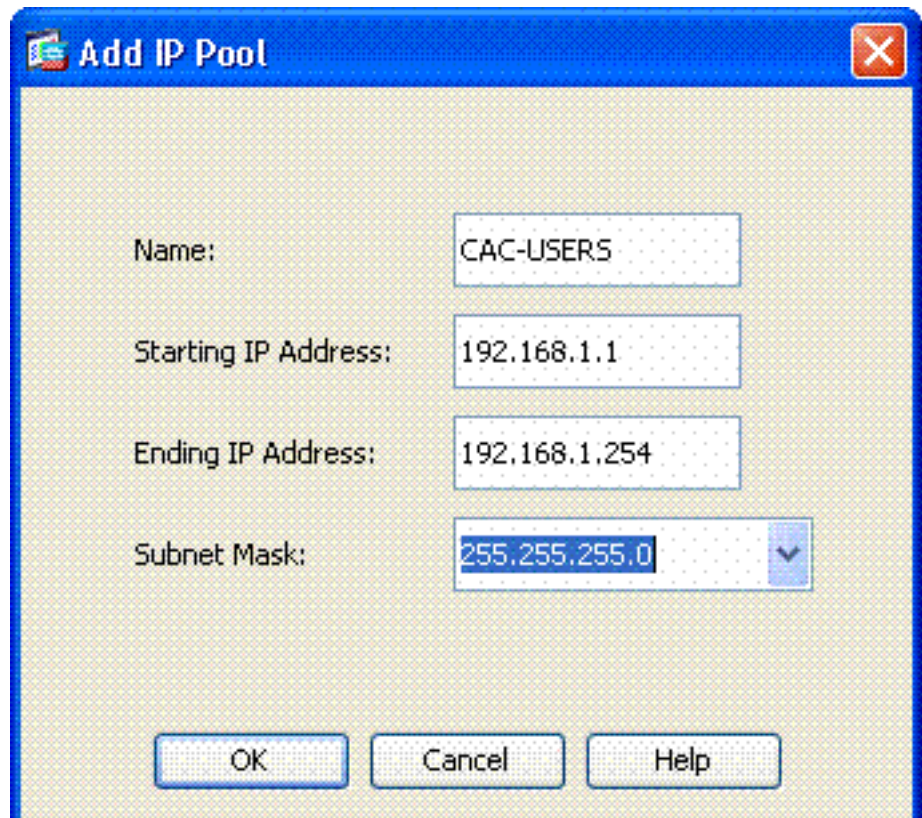 Add IP Pool
Name: CAC-USERS
Starting IP Address: 192.168.1.1
Ending IP Address: 192.168.1.254
Subnet Mask: 255.255.255.0
OK Cancel Help